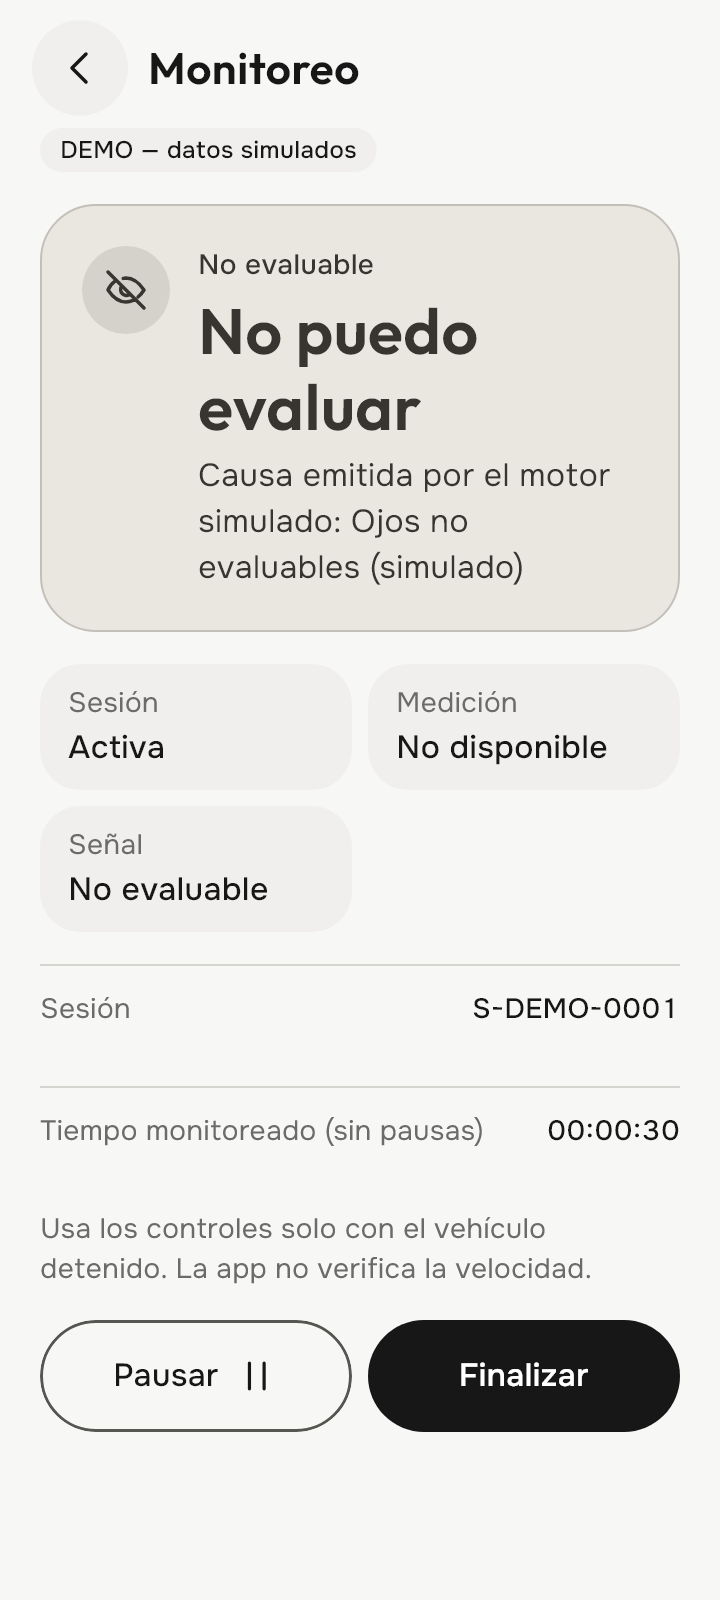 Monitoreo
DEMO – datos simulados
No evaluable
No puedo
evaluar
Causa emitida por el motor
simulado: Ojos no
evaluables (simulado)
Sesión
Activa
Medición
No disponible
Señal
No evaluable
Sesión S-DEMO-0001
Tiempo monitoreado (sin pausas) 00:00:30
Usa los controles solo con el vehículo
detenido. La app no verifica la velocidad.
Pausar
Finalizar